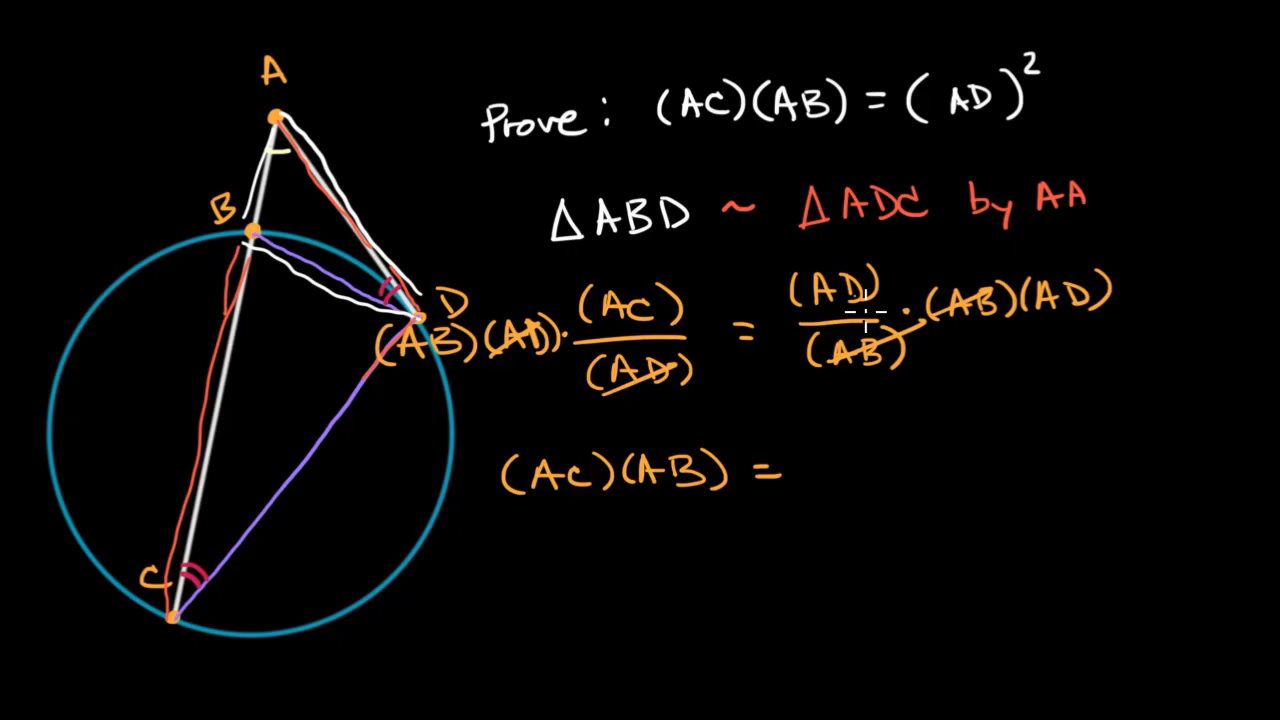 A
Prove: (AC)(AB) = (AD)²
B
△ABD ~ △ADC by AA
D
(AB)(AD)· (AC)/(AD) = (AD)/(AB) · (AB)(AD)
(AC)(AB) =
C